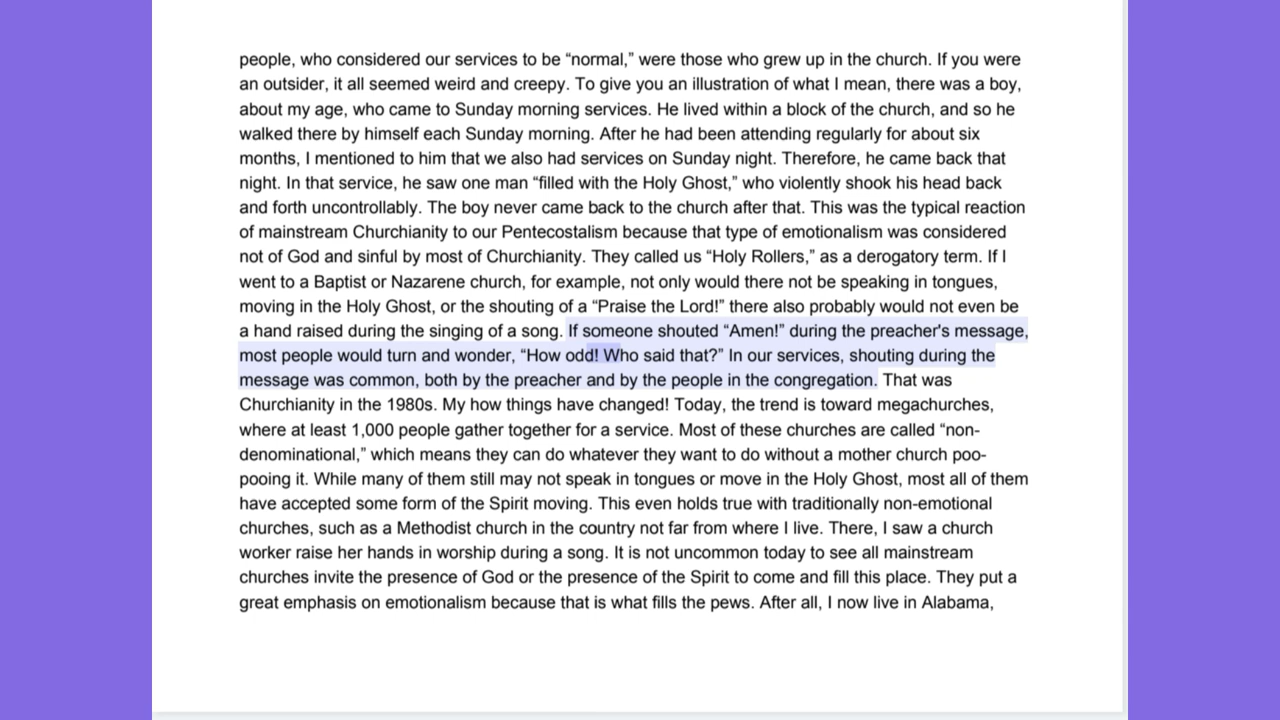 people, who considered our services to be “normal,” were those who grew up in the church. If you were
an outsider, it all seemed weird and creepy. To give you an illustration of what I mean, there was a boy,
about my age, who came to Sunday morning services. He lived within a block of the church, and so he
walked there by himself each Sunday morning. After he had been attending regularly for about six
months, I mentioned to him that we also had services on Sunday night. Therefore, he came back that
night. In that service, he saw one man “filled with the Holy Ghost,” who violently shook his head back
and forth uncontrollably. The boy never came back to the church after that. This was the typical reaction
of mainstream Churchianity to our Pentecostalism because that type of emotionalism was considered
not of God and sinful by most of Churchianity. They called us “Holy Rollers,” as a derogatory term. If I
went to a Baptist or Nazarene church, for example, not only would there not be speaking in tongues,
moving in the Holy Ghost, or the shouting of a “Praise the Lord!” there also probably would not even be
a hand raised during the singing of a song. If someone shouted “Amen!” during the preacher's message,
most people would turn and wonder, “How odd! Who said that?” In our services, shouting during the
message was common, both by the preacher and by the people in the congregation. That was
Churchianity in the 1980s. My how things have changed! Today, the trend is toward megachurches,
where at least 1,000 people gather together for a service. Most of these churches are called “non-
denominational,” which means they can do whatever they want to do without a mother church poo-
pooing it. While many of them still may not speak in tongues or move in the Holy Ghost, most all of them
have accepted some form of the Spirit moving. This even holds true with traditionally non-emotional
churches, such as a Methodist church in the country not far from where I live. There, I saw a church
worker raise her hands in worship during a song. It is not uncommon today to see all mainstream
churches invite the presence of God or the presence of the Spirit to come and fill this place. They put a
great emphasis on emotionalism because that is what fills the pews. After all, I now live in Alabama,